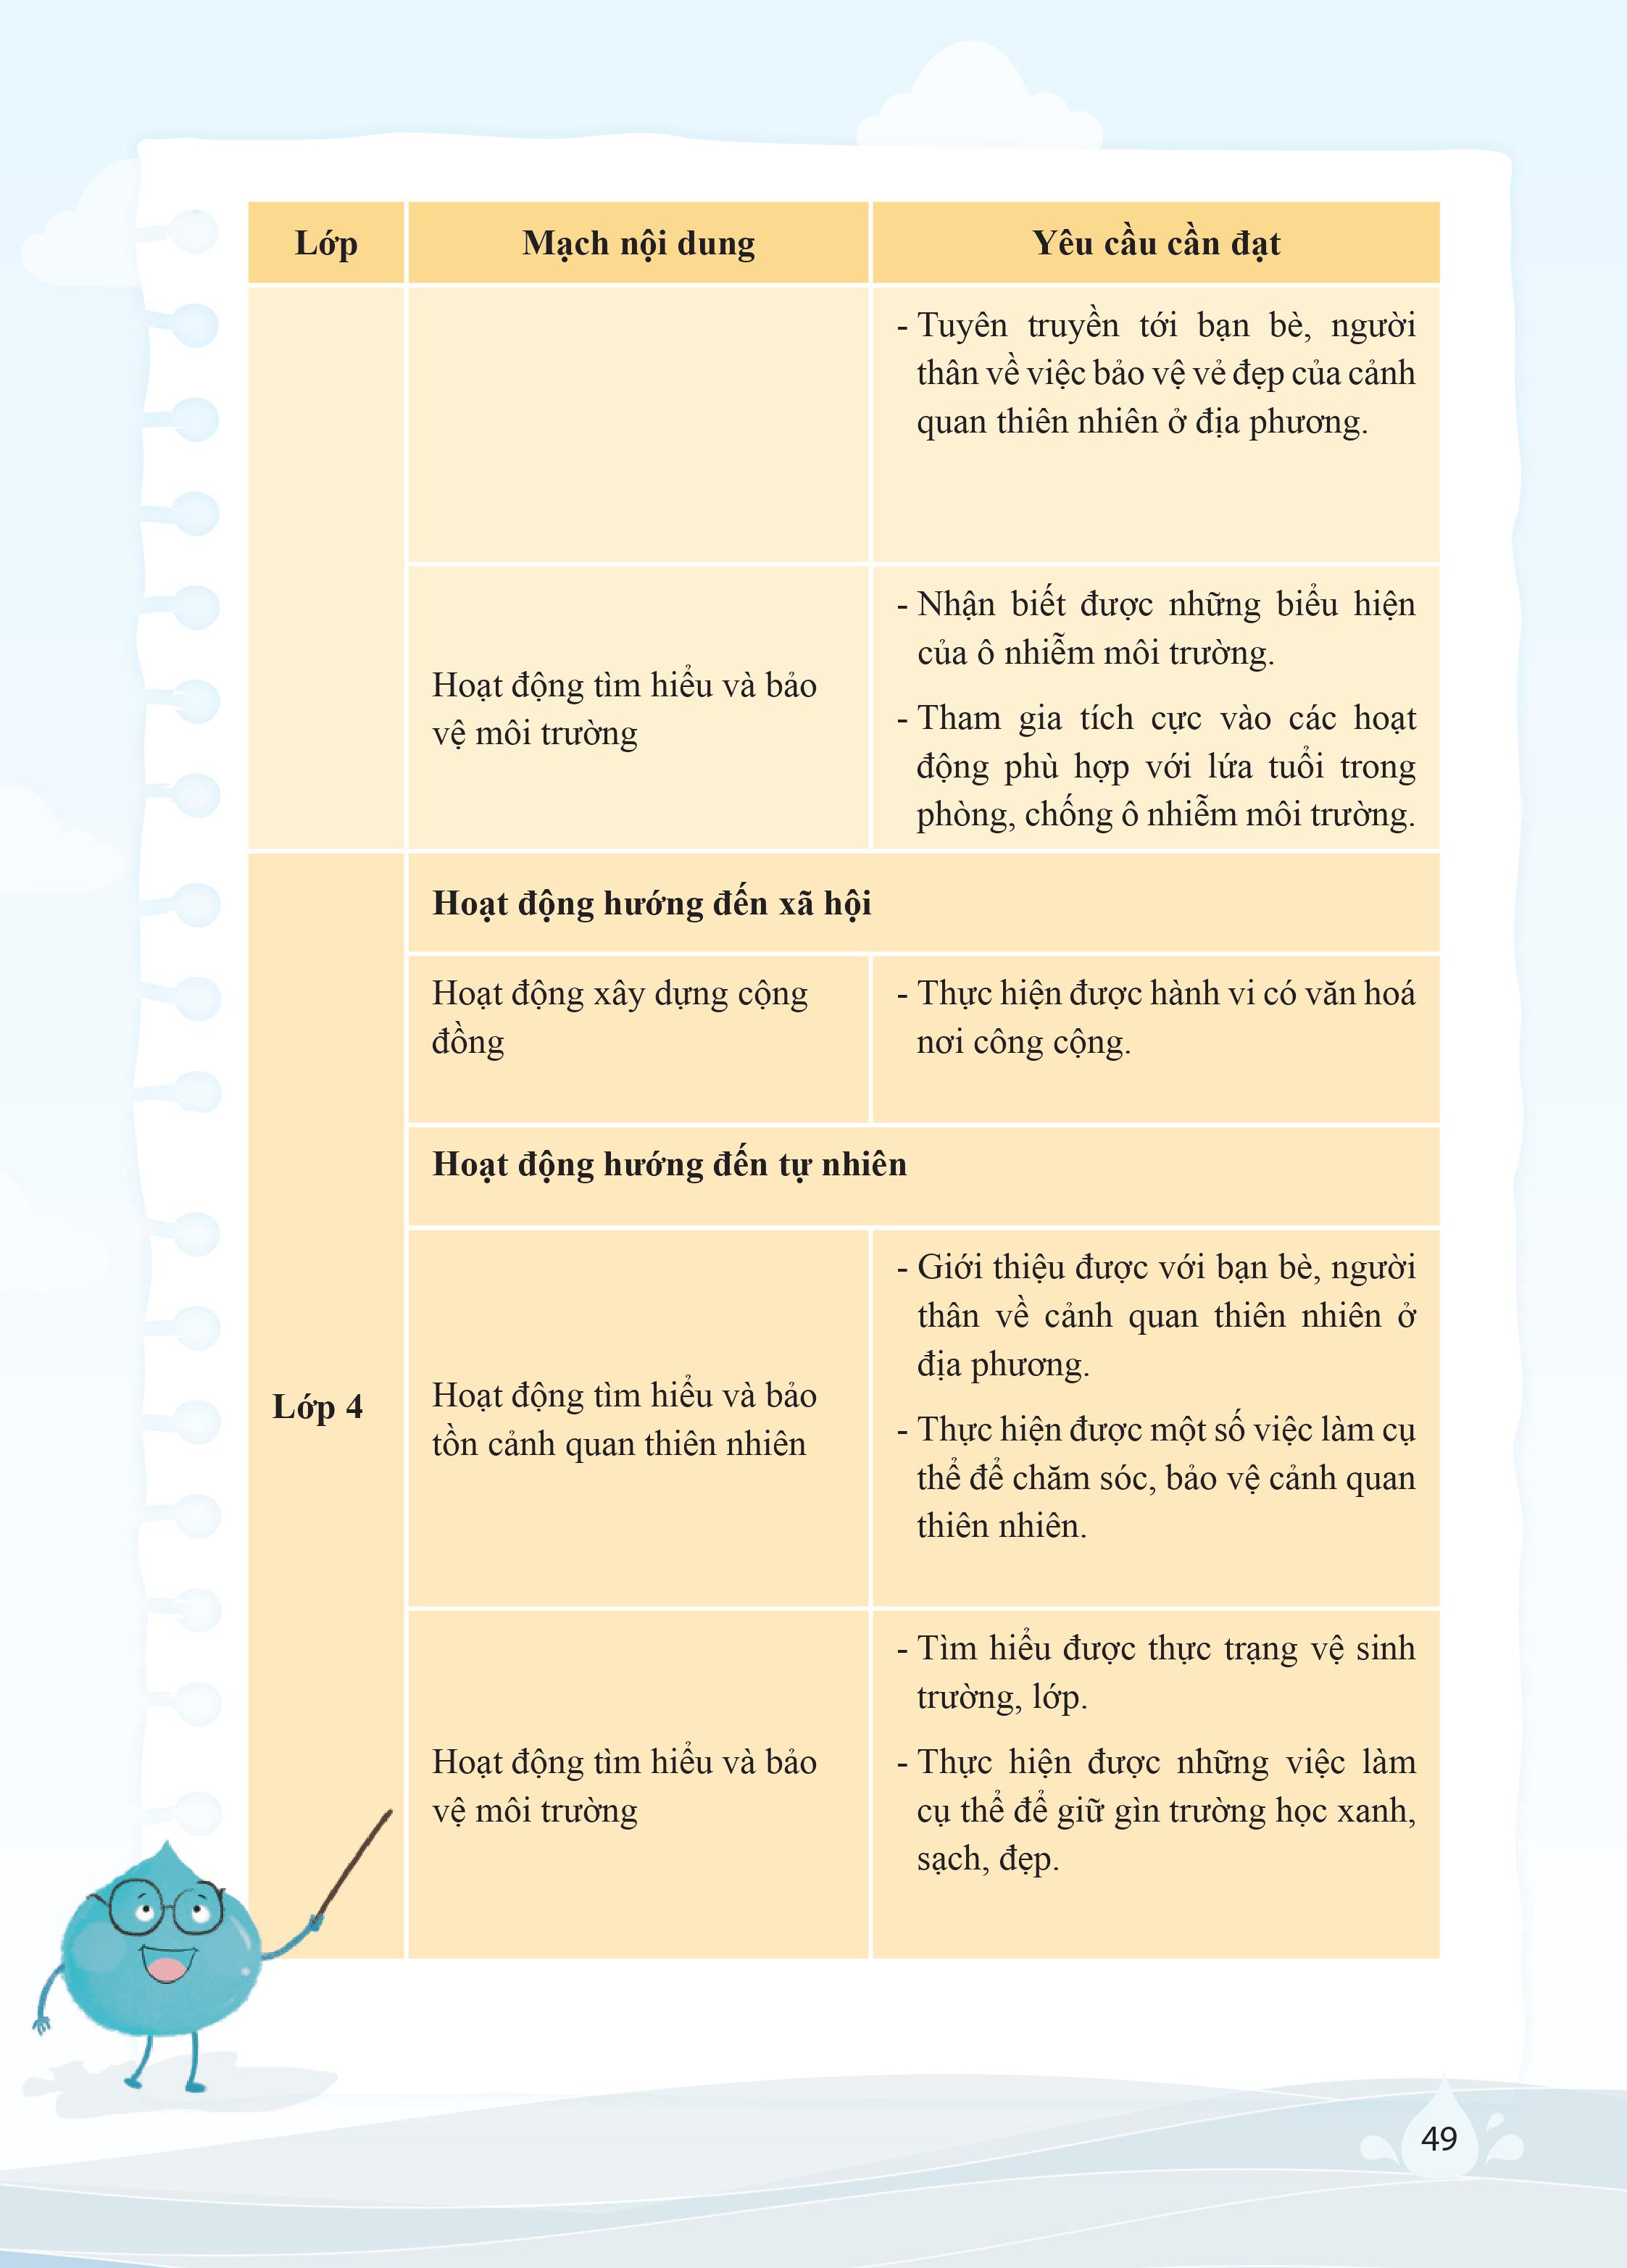 Lớp
Mạch nội dung
Yêu cầu cần đạt
- Tuyên truyền tới bạn bè, người
thân về việc bảo vệ vẻ đẹp của cảnh
quan thiên nhiên ở địa phương.
Hoạt động tìm hiểu và bảo
vệ môi trường
- Nhận biết được những biểu hiện
của ô nhiễm môi trường.
- Tham gia tích cực vào các hoạt
động phù hợp với lứa tuổi trong
phòng, chống ô nhiễm môi trường.
Lớp 4
Hoạt động hướng đến xã hội
Hoạt động xây dựng cộng
đồng
- Thực hiện được hành vi có văn hoá
nơi công cộng.
Hoạt động hướng đến tự nhiên
Hoạt động tìm hiểu và bảo
tồn cảnh quan thiên nhiên
- Giới thiệu được với bạn bè, người
thân về cảnh quan thiên nhiên ở
địa phương.
- Thực hiện được một số việc làm cụ
thể để chăm sóc, bảo vệ cảnh quan
thiên nhiên.
Hoạt động tìm hiểu và bảo
vệ môi trường
- Tìm hiểu được thực trạng vệ sinh
trường, lớp.
- Thực hiện được những việc làm
cụ thể để giữ gìn trường học xanh,
sạch, đẹp.
49